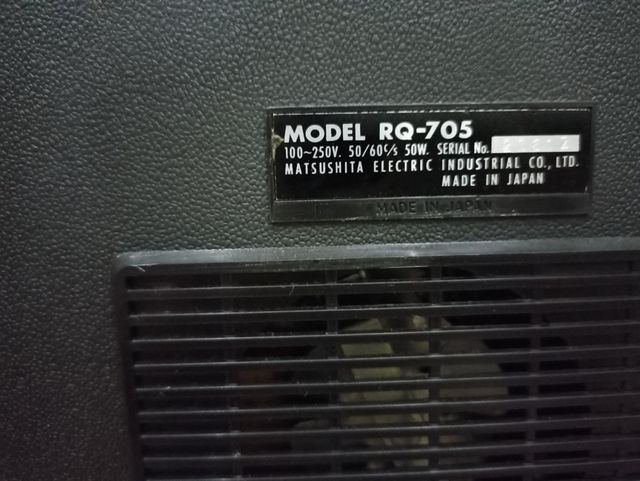 MODEL RQ-705
100~250V. 50/60c/s 50W. SERIAL No.
MATSUSHITA ELECTRIC INDUSTRIAL CO., LTD.
MADE IN JAPAN
MADE IN JAPAN